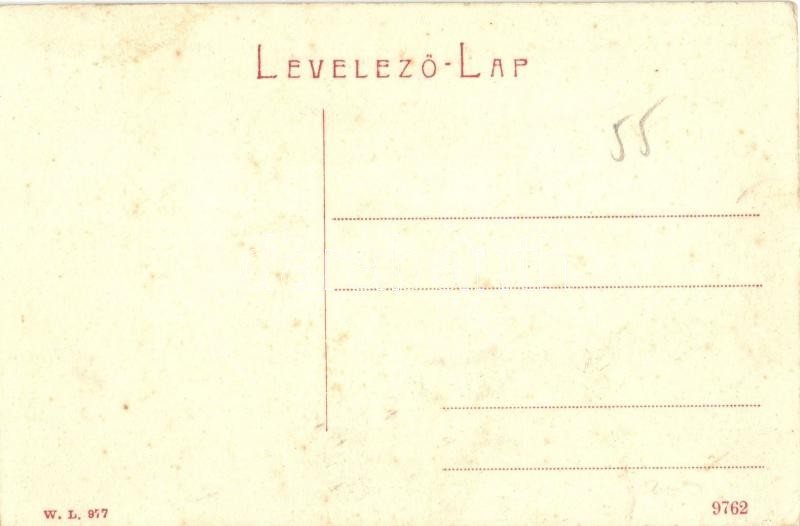 LEVELEZŐ-LAP
55
W. L. 977
9762